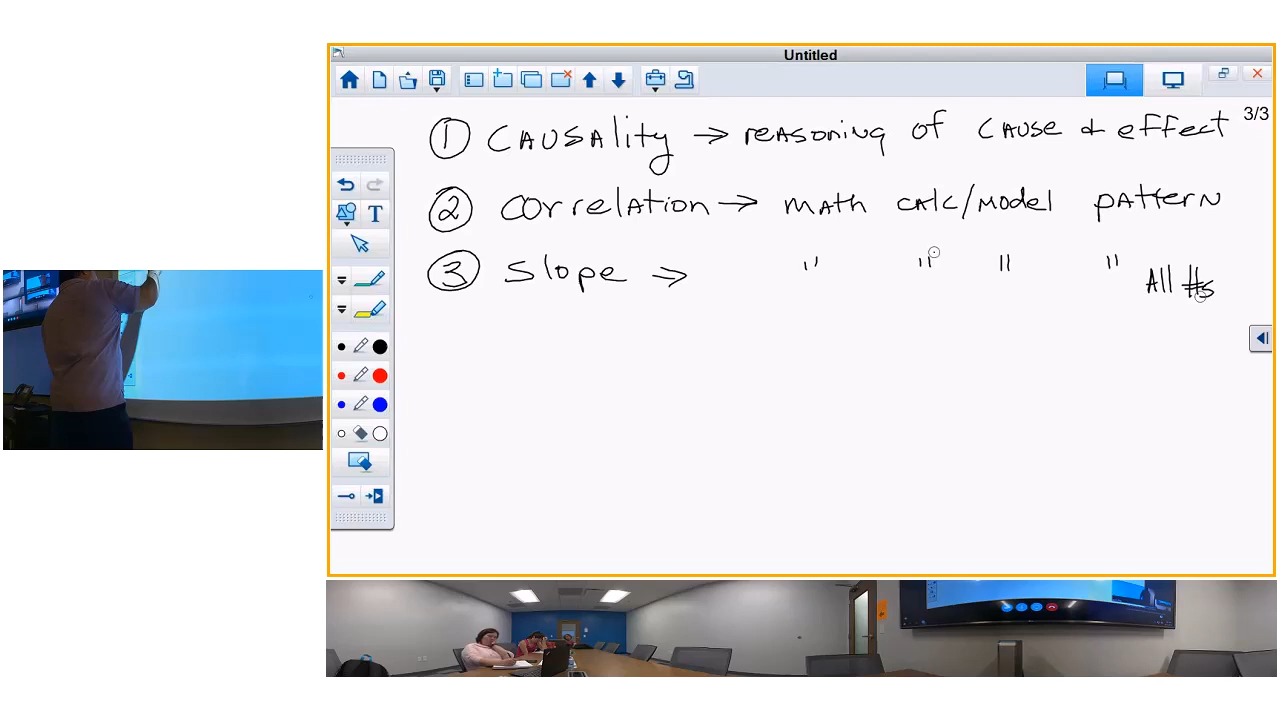 Untitled
3/3
① CAUSALity → reasoning of CAUSE & effect
② Correlation → MATH CALC/MODEL PATTERN
③ Slope → " " " " All #s
T